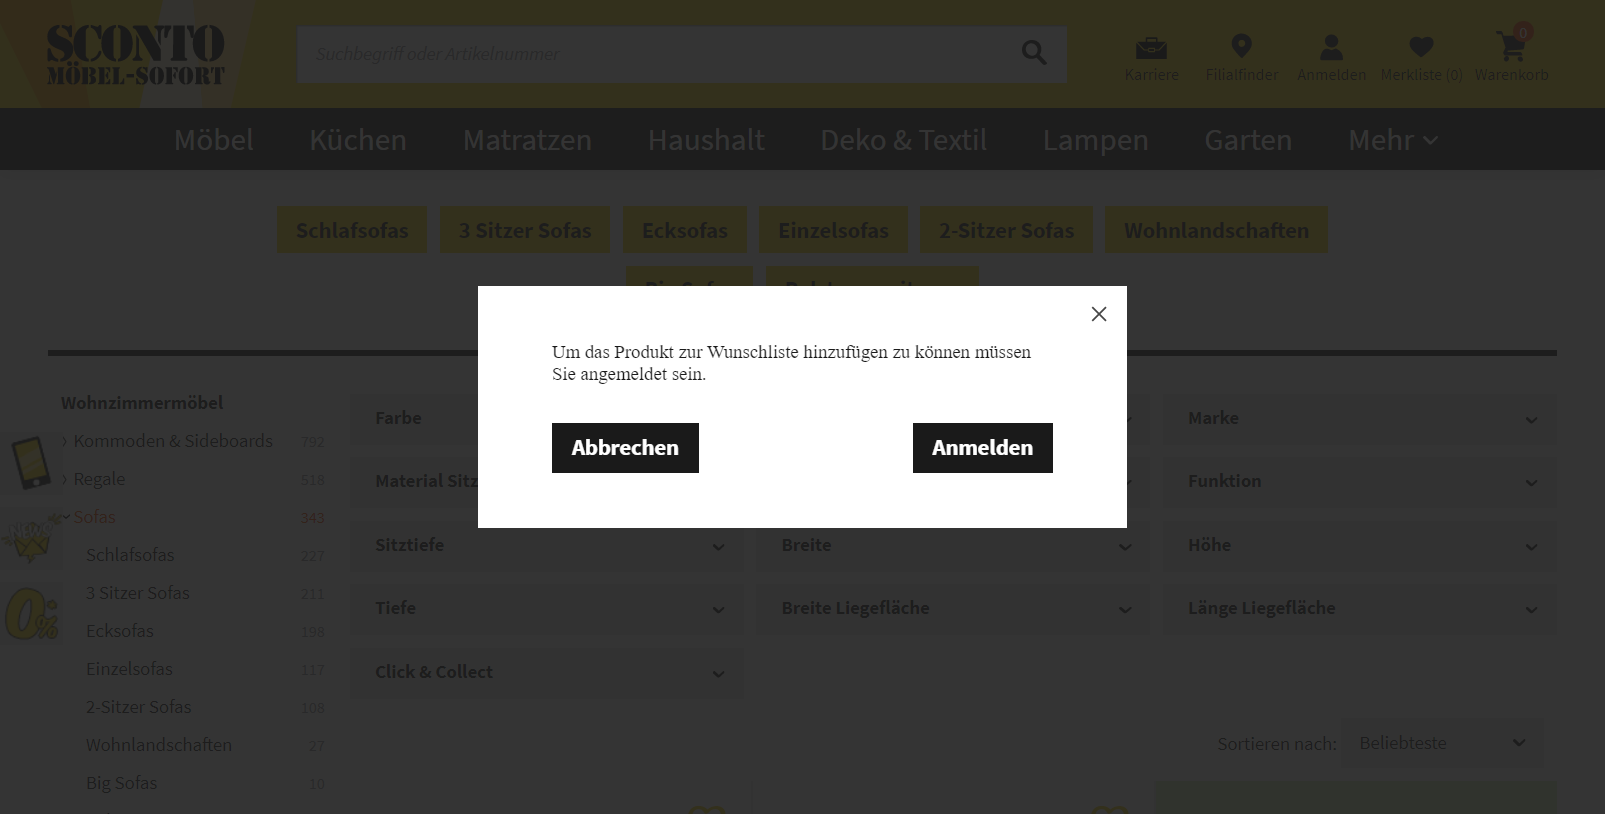 SCONTO
MÖBEL-SOFORT
Suchbegriff oder Artikelnummer
Karriere
Filialfinder
Anmelden
Merkliste (0)
0
Warenkorb
Möbel
Küchen
Matratzen
Haushalt
Deko & Textil
Lampen
Garten
Mehr
Schlafsofas
3 Sitzer Sofas
Ecksofas
Einzelsofas
2-Sitzer Sofas
Wohnlandschaften
Um das Produkt zur Wunschliste hinzufügen zu können müssen
Sie angemeldet sein.
Abbrechen
Anmelden
Wohnzimmermöbel
Kommoden & Sideboards 792
Regale 518
Sofas 343
Schlafsofas 227
3 Sitzer Sofas 211
Ecksofas 198
Einzelsofas 117
2-Sitzer Sofas 108
Wohnlandschaften 27
Big Sofas 10
0%
Farbe
Marke
Material Sitz
Funktion
Sitztiefe
Breite
Höhe
Tiefe
Breite Liegefläche
Länge Liegefläche
Click & Collect
Sortieren nach: Beliebteste